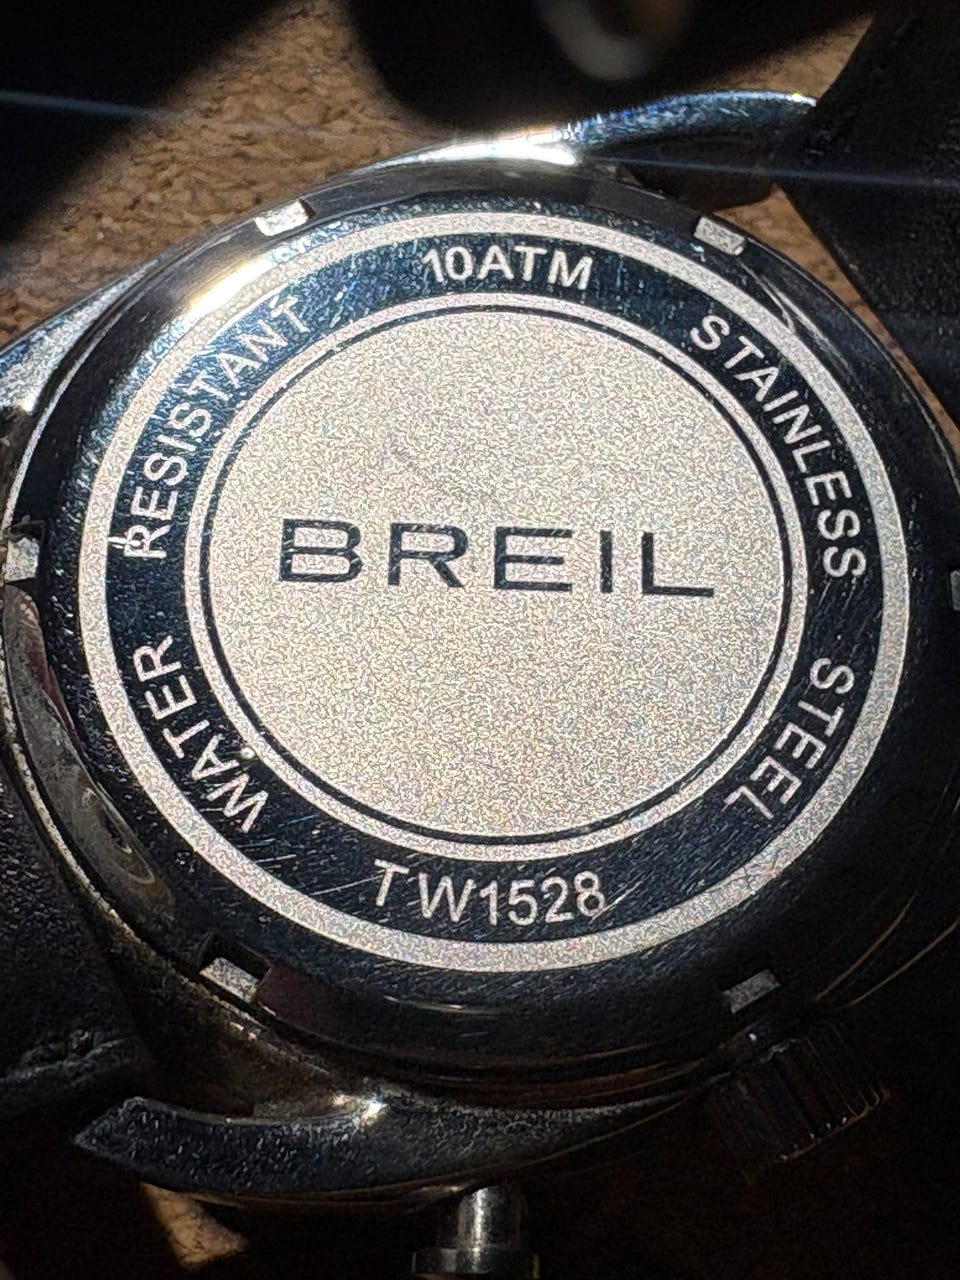 BREIL
WATER RESISTANT 10ATM STAINLESS STEEL
TW1528